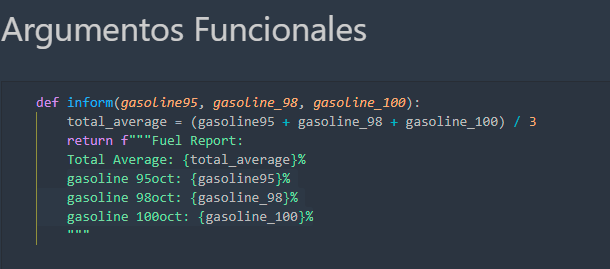 Argumentos Funcionales
def inform(gasoline95, gasoline_98, gasoline_100):
    total_average = (gasoline95 + gasoline_98 + gasoline_100) / 3
    return f"""Fuel Report:
    Total Average: {total_average}%
    gasoline 95oct: {gasoline95}%
    gasoline 98oct: {gasoline_98}%
    gasoline 100oct: {gasoline_100}%
    """